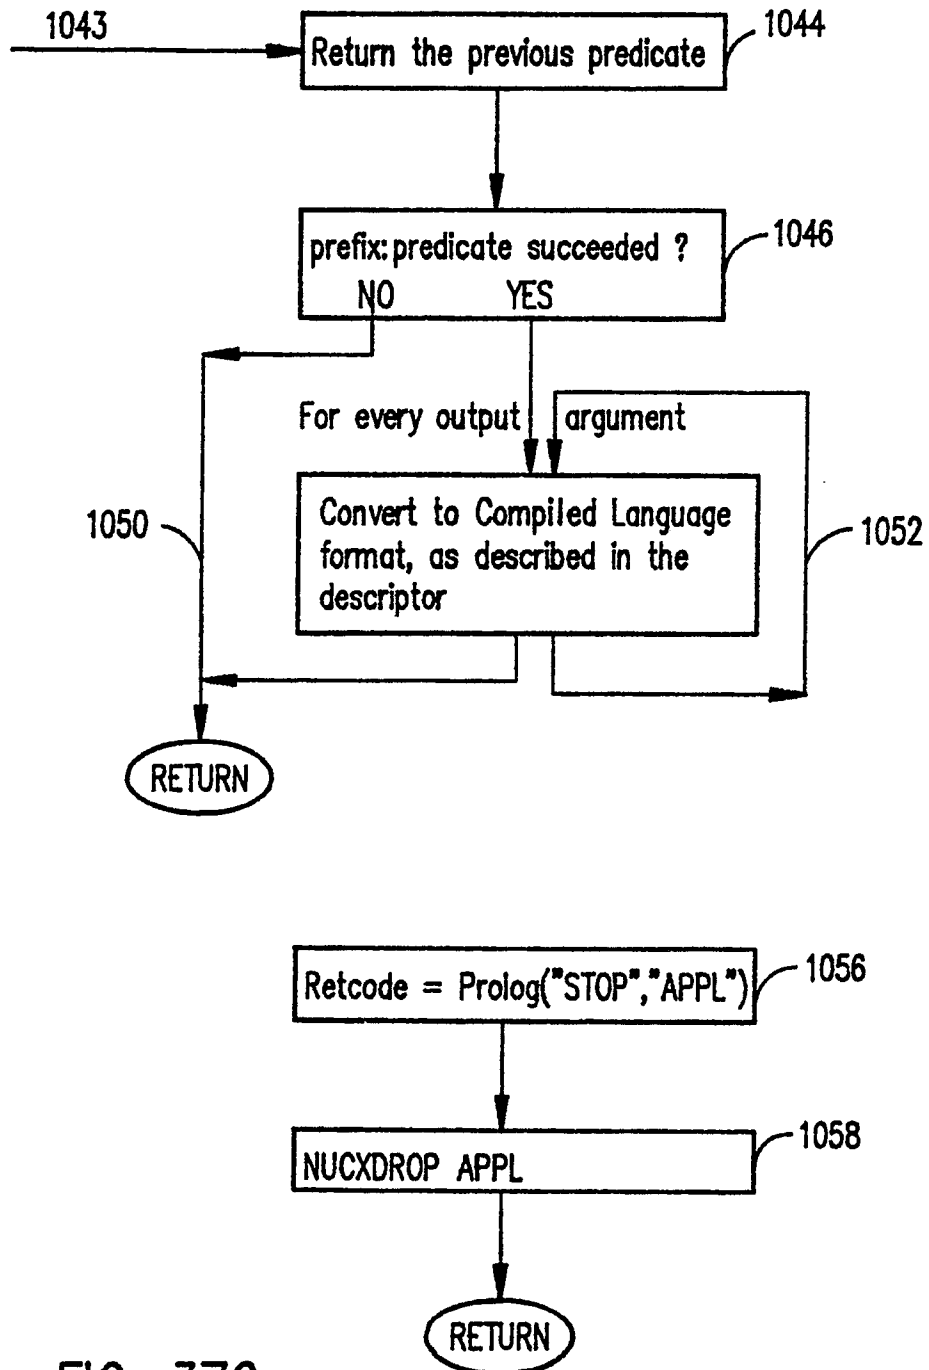 1043
1044
Return the previous predicate
1046
prefix: predicate succeeded ?
NO YES
For every output argument
1050
Convert to Compiled Language
format, as described in the
descriptor
1052
RETURN
1056
Retcode = Prolog("STOP","APPL")
1058
NUCXDROP APPL
RETURN